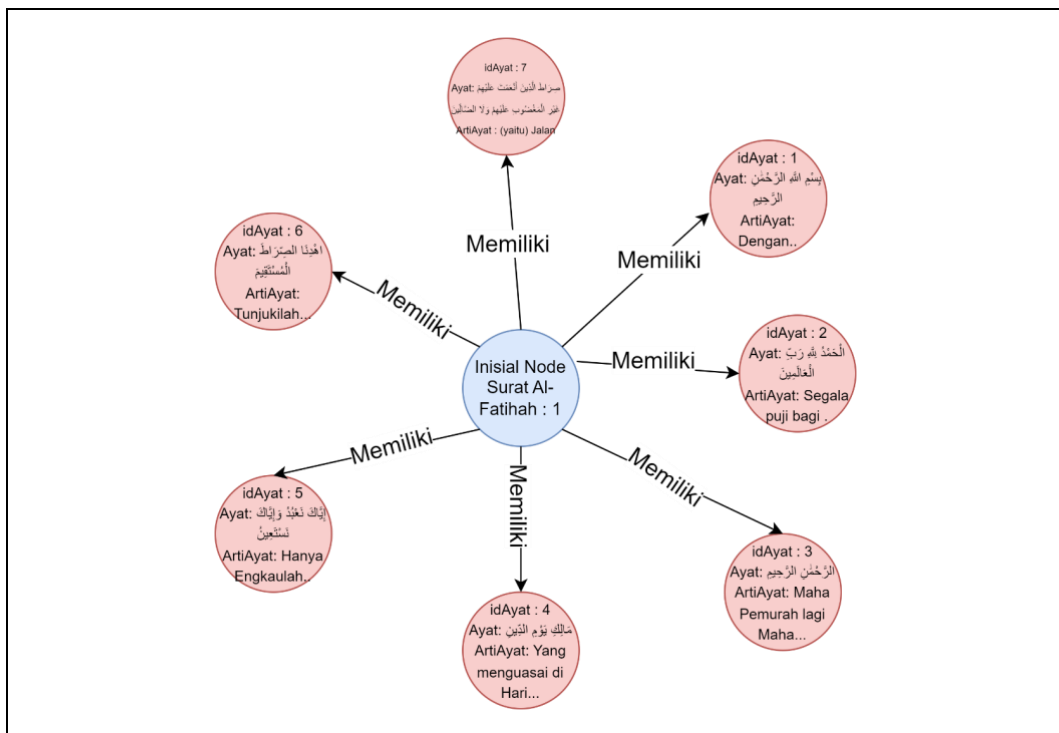 idAyat : 7
Ayat: صِرَاطَ الَّذِينَ أَنْعَمْتَ عَلَيْهِمْ
غَيْرِ الْمَغْضُوبِ عَلَيْهِمْ وَلَا الضَّالِّينَ
ArtiAyat : (yaitu) Jalan
idAyat : 1
Ayat: بِسْمِ اللهِ الرَّحْمٰنِ
الرَّحِيمِ
ArtiAyat:
Dengan..
idAyat : 6
Ayat: اهْدِنَا الصِّرَاطَ
الْمُسْتَقِيمَ
ArtiAyat:
Tunjukilah...
idAyat : 2
Ayat: الْحَمْدُ لِلَّهِ رَبِّ
الْعَالَمِينَ
ArtiAyat: Segala
puji bagi .
Inisial Node
Surat Al-
Fatihah : 1
idAyat : 5
Ayat: إِيَّاكَ نَعْبُدُ وَإِيَّاكَ
نَسْتَعِينُ
ArtiAyat: Hanya
Engkaulah..
idAyat : 4
Ayat: مَالِكِ يَوْمِ الدِّينِ
ArtiAyat: Yang
menguasai di
Hari...
idAyat : 3
Ayat: الرَّحْمٰنِ الرَّحِيمِ
ArtiAyat: Maha
Pemurah lagi
Maha...
Memiliki
Memiliki
Memiliki
Memiliki
Memiliki
Memiliki
Memiliki